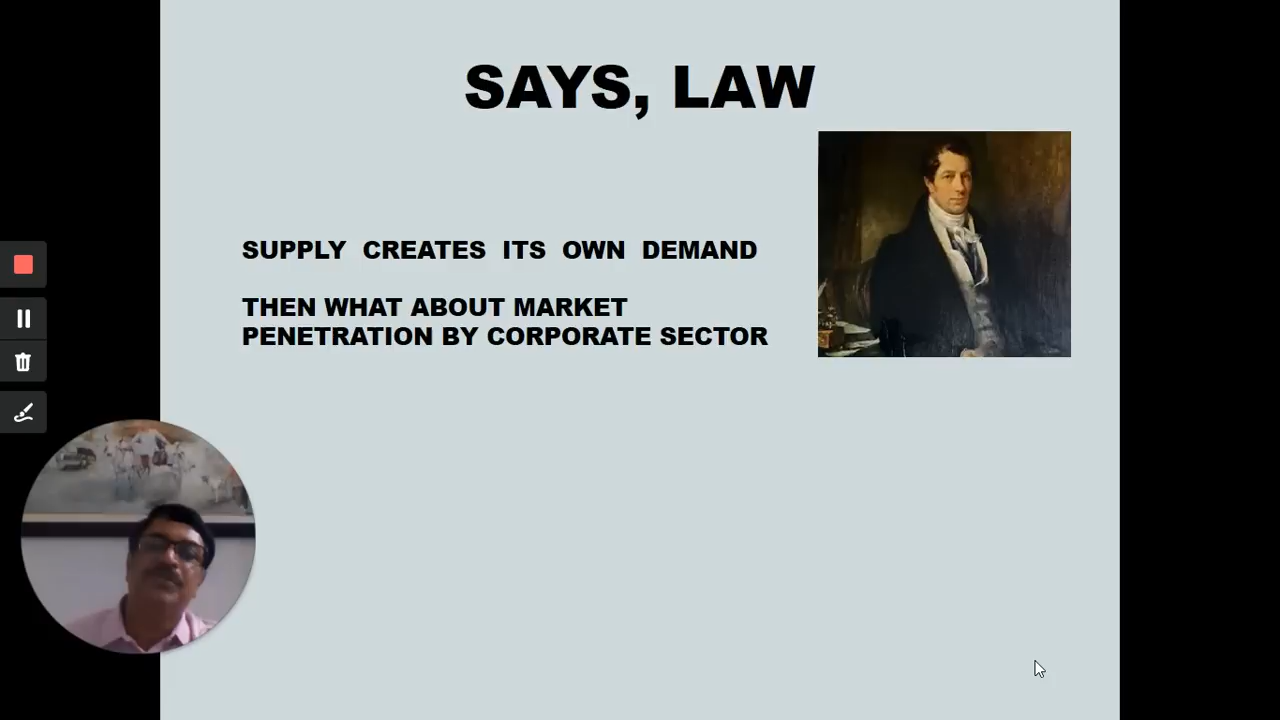 SAYS, LAW
SUPPLY CREATES ITS OWN DEMAND
THEN WHAT ABOUT MARKET
PENETRATION BY CORPORATE SECTOR